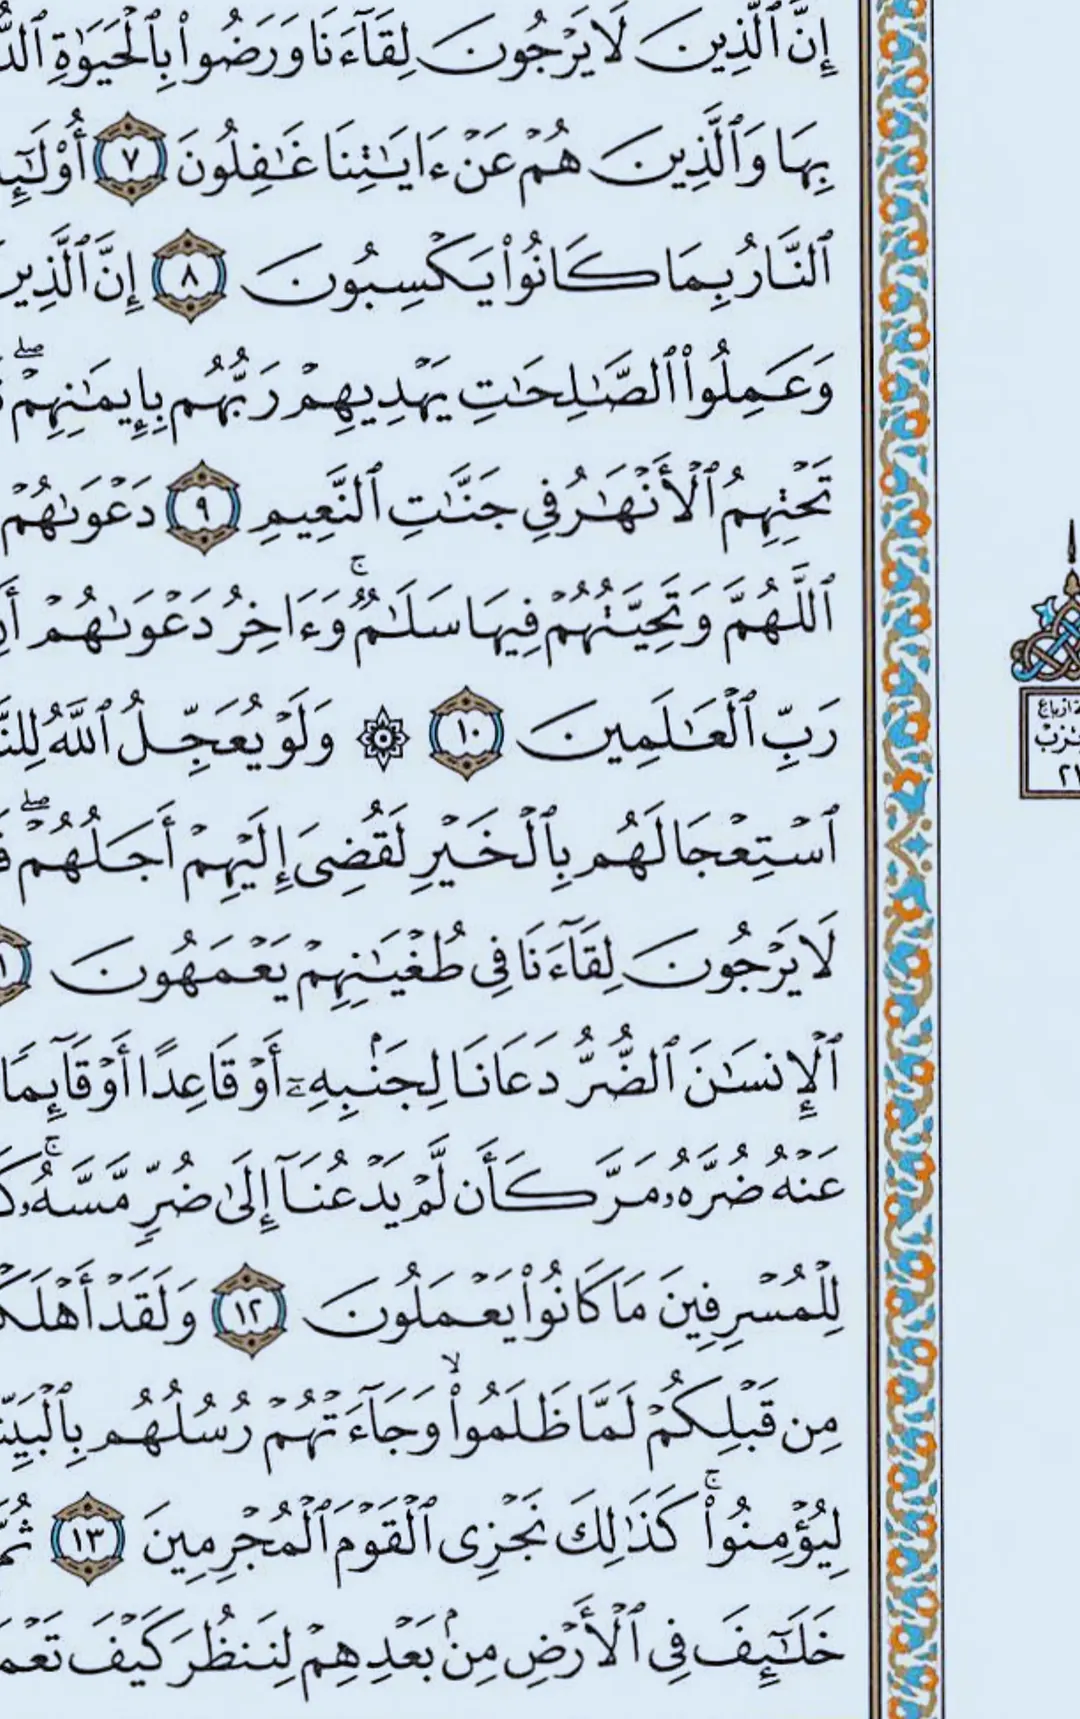 إِنَّ ٱلَّذِينَ لَا يَرْجُونَ لِقَآءَنَا وَرَضُوا۟ بِٱلْحَيَوٰةِ
بِهَا وَٱلَّذِينَ هُمْ عَنْ ءَايَٰتِنَا غَٰفِلُونَ ٧
ٱلنَّارُ بِمَا كَانُوا۟ يَكْسِبُونَ ٨ إِنَّ ٱلَّذِينَ
وَعَمِلُوا۟ ٱلصَّٰلِحَٰتِ يَهْدِيهِمْ رَبُّهُم بِإِيمَٰنِهِمْ ۖ
تَحْتِهِمُ ٱلْأَنْهَٰرُ فِى جَنَّٰتِ ٱلنَّعِيمِ ٩ دَعْوَىٰهُمْ
ٱللَّهُمَّ وَتَحِيَّتُهُمْ فِيهَا سَلَٰمٌ ۚ وَءَاخِرُ دَعْوَىٰهُمْ
رَبِّ ٱلْعَٰلَمِينَ ١٠ ۞ وَلَوْ يُعَجِّلُ ٱللَّهُ
ٱسْتِعْجَالَهُم بِٱلْخَيْرِ لَقُضِىَ إِلَيْهِمْ أَجَلُهُمْ ۖ
لَا يَرْجُونَ لِقَآءَنَا فِى طُغْيَٰنِهِمْ يَعْمَهُونَ
ٱلْإِنسَٰنَ ٱلضُّرُّ دَعَانَا لِجَنۢبِهِۦٓ أَوْ قَاعِدًا أَوْ قَآئِمًا
عَنْهُ ضُرَّهُۥ مَرَّ كَأَن لَّمْ يَدْعُنَآ إِلَىٰ ضُرٍّ مَّسَّهُۥ ۚ
لِلْمُسْرِفِينَ مَا كَانُوا۟ يَعْمَلُونَ ١٢ وَلَقَدْ
مِن قَبْلِكُمْ لَمَّا ظَلَمُوا۟ ۙ وَجَآءَتْهُمْ رُسُلُهُم
لِيُؤْمِنُوا۟ ۚ كَذَٰلِكَ نَجْزِى ٱلْقَوْمَ ٱلْمُجْرِمِينَ ١٣
خَلَٰٓئِفَ فِى ٱلْأَرْضِ مِنۢ بَعْدِهِمْ لِنَنظُرَ كَيْفَ